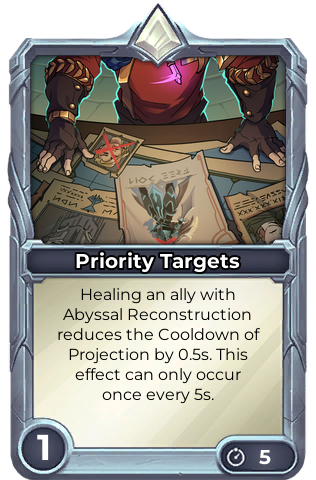 Priority Targets
Healing an ally with
Abyssal Reconstruction
reduces the Cooldown of
Projection by 0.5s. This
effect can only occur
once every 5s.
1
5